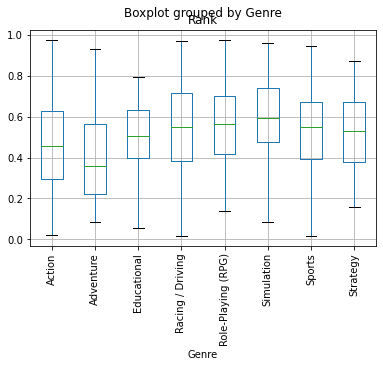 Boxplot grouped by Genre
Rank
1.0
0.8
0.6
0.4
0.2
0.0
Action
Adventure
Educational
Racing / Driving
Role-Playing (RPG)
Simulation
Sports
Strategy
Genre